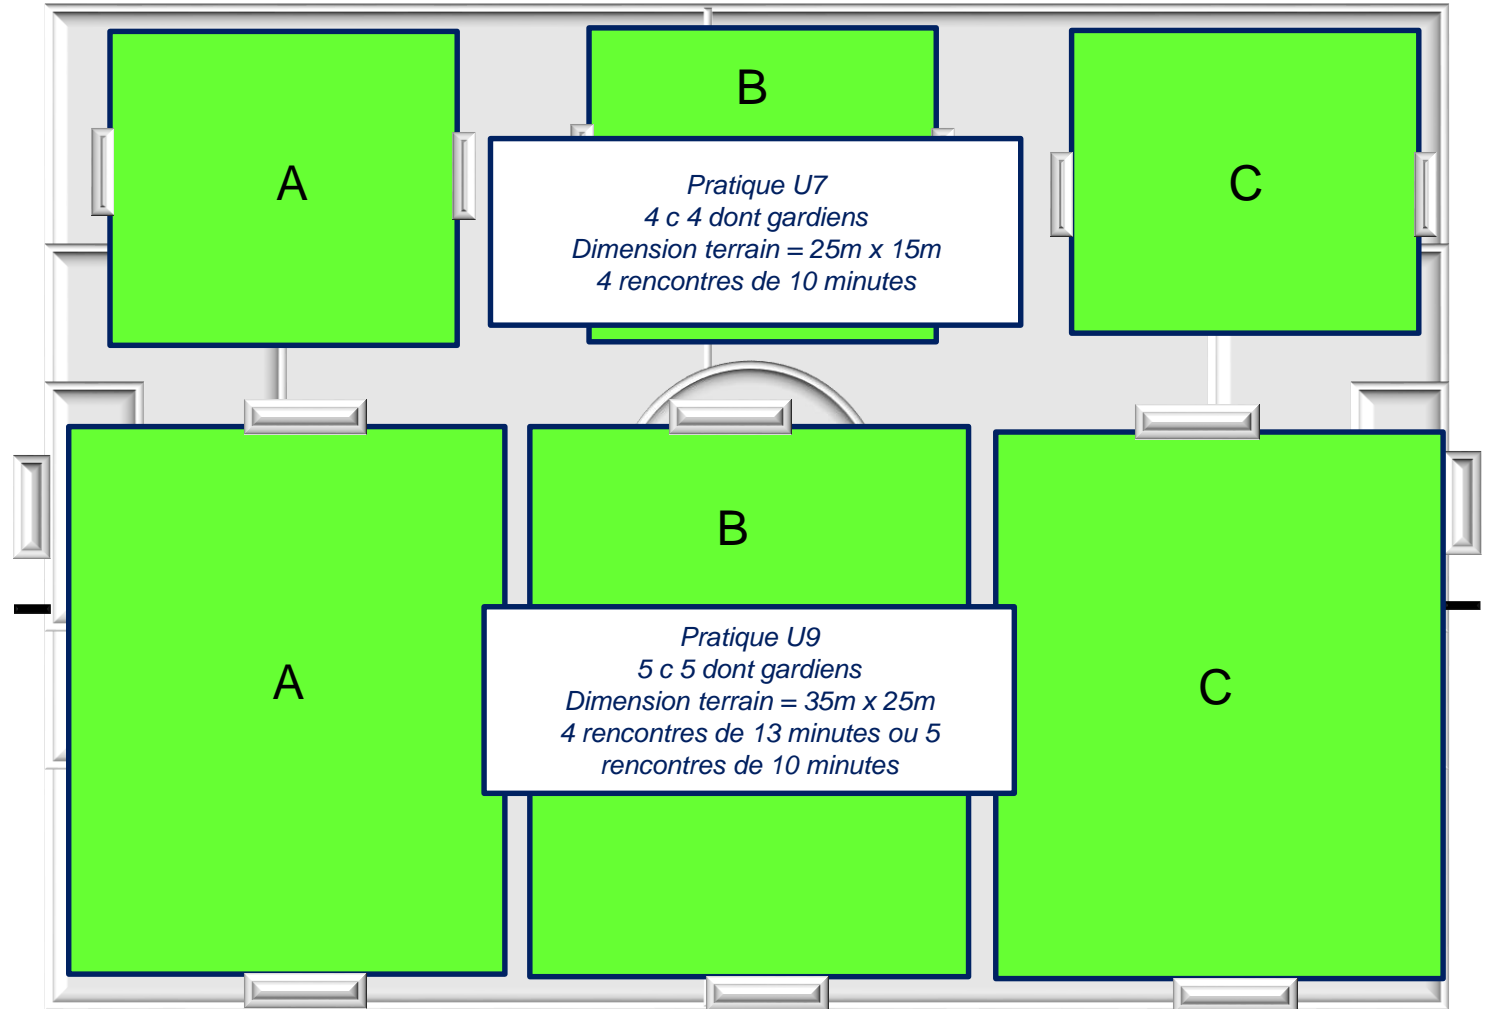 A
B
C
Pratique U7
4 c 4 dont gardiens
Dimension terrain = 25m x 15m
4 rencontres de 10 minutes
A
B
C
Pratique U9
5 c 5 dont gardiens
Dimension terrain = 35m x 25m
4 rencontres de 13 minutes ou 5
rencontres de 10 minutes